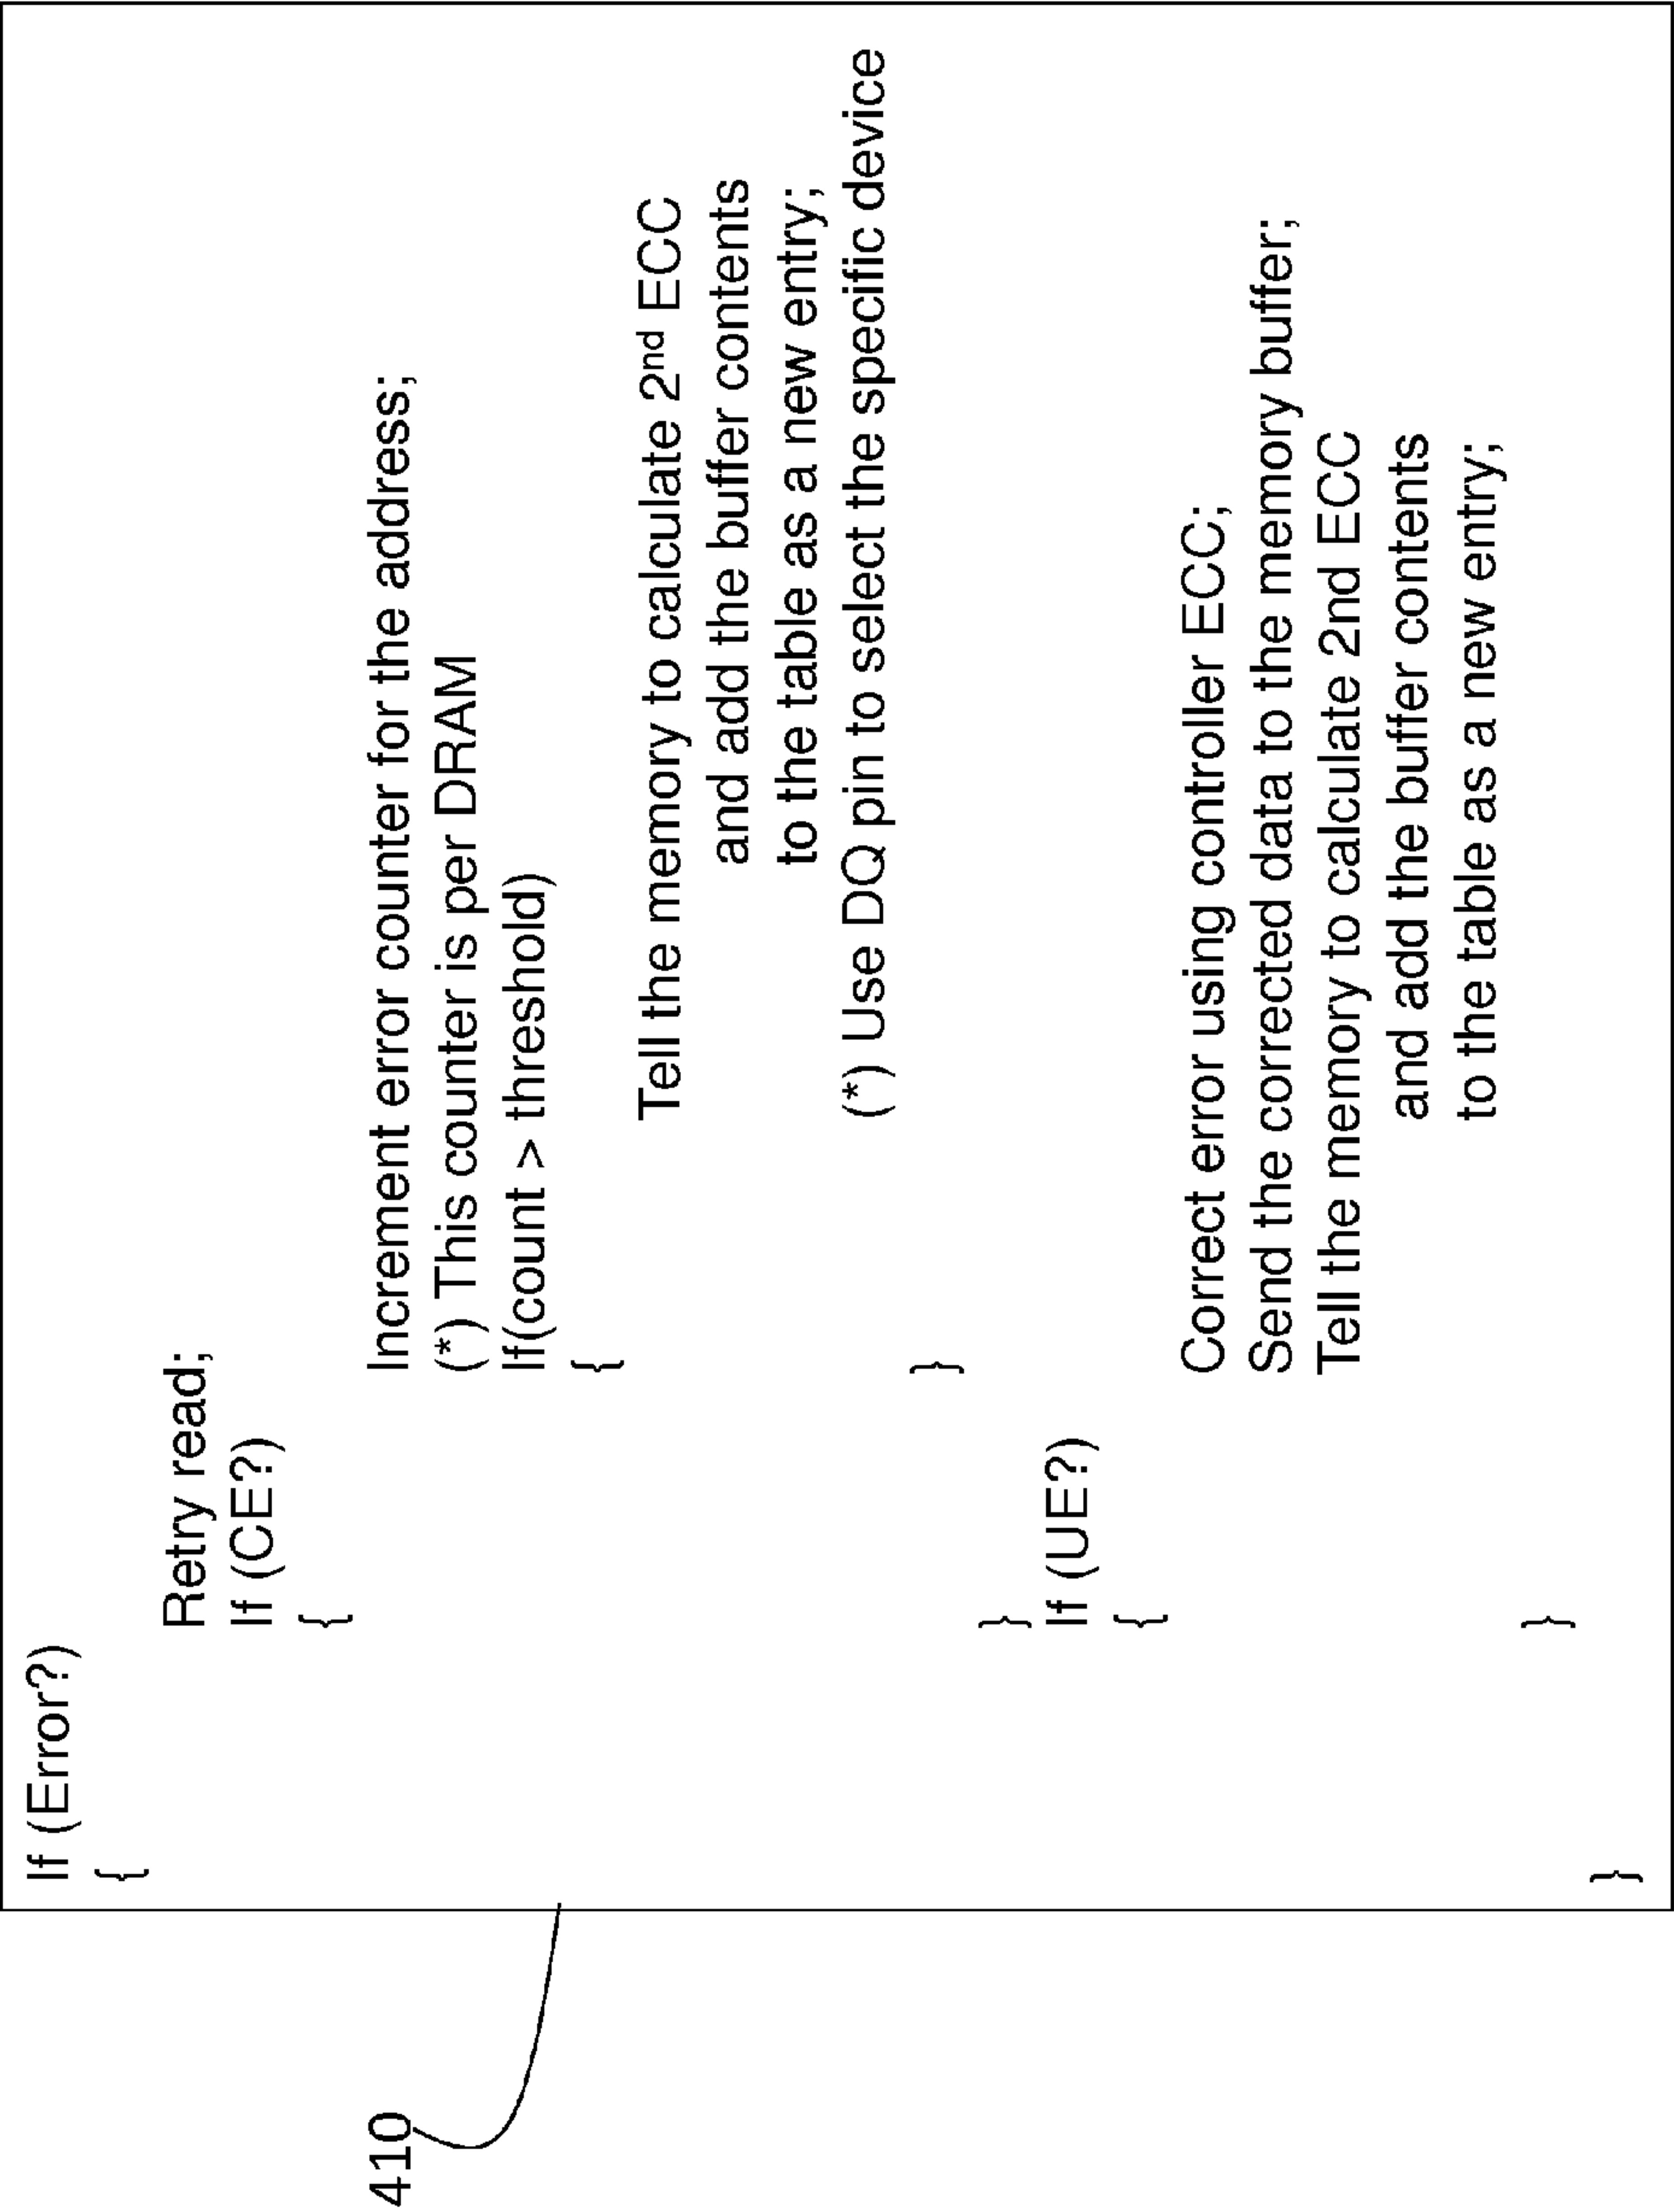 If (Error?)
{
Retry read;
If (CE?)
{
Increment error counter for the address;
(*) This counter is per DRAM
If(count > threshold)
{
Tell the memory to calculate 2nd ECC
and add the buffer contents
to the table as a new entry;
(*) Use DQ pin to select the specific device
}
}
If (UE?)
{
Correct error using controller ECC;
Send the corrected data to the memory buffer;
Tell the memory to calculate 2nd ECC
and add the buffer contents
to the table as a new entry;
}
}
410